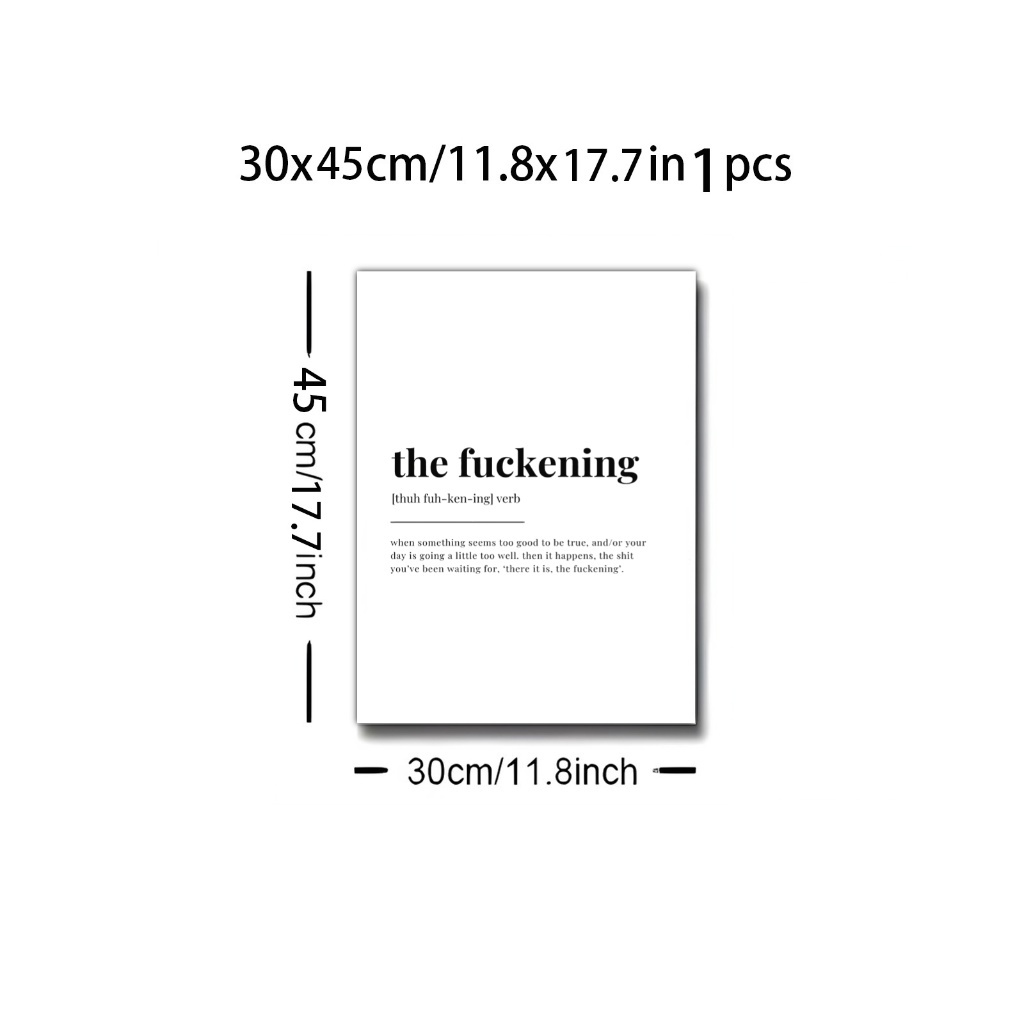 30x45cm/11.8x17.7in 1 pcs
45 cm/17.7inch
the fuckening
[thuh fuh-ken-ing] verb
when something seems too good to be true, and/or your
day is going a little too well. then it happens, the shit
you've been waiting for, 'there it is, the fuckening'.
30cm/11.8inch